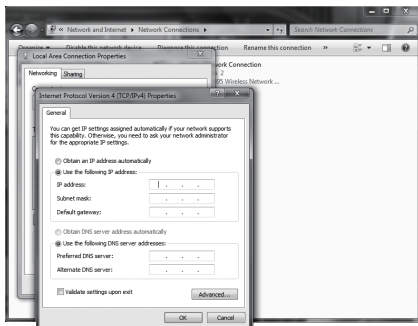 « Network and Internet ▸ Network Connections ▸
Search Network Connections
Organize ▾ Disable this network device Diagnose this connection Rename this connection »
Local Area Connection Properties
work Connection
2
95 Wireless Network ...
Networking Sharing
Internet Protocol Version 4 (TCP/IPv4) Properties
General
You can get IP settings assigned automatically if your network supports
this capability. Otherwise, you need to ask your network administrator
for the appropriate IP settings.
Obtain an IP address automatically
Use the following IP address:
IP address:
Subnet mask:
Default gateway:
Obtain DNS server address automatically
Use the following DNS server addresses:
Preferred DNS server:
Alternate DNS server:
Validate settings upon exit
Advanced...
OK Cancel